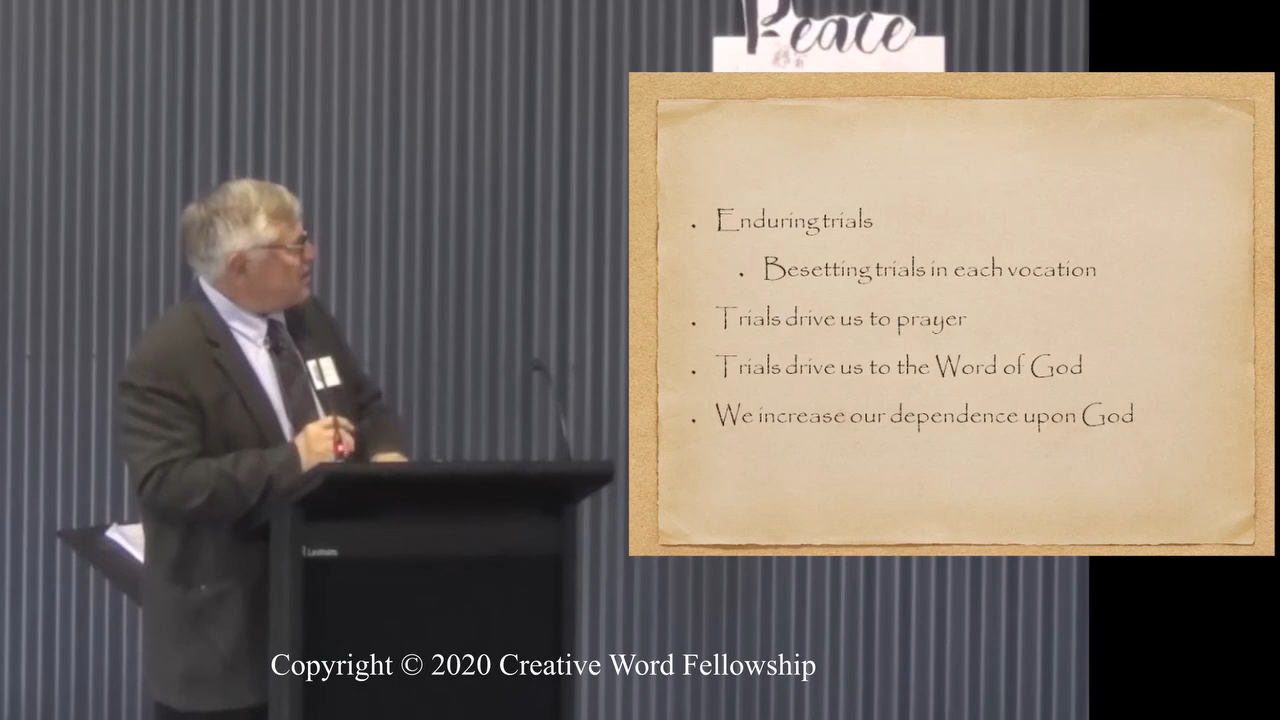 Peace
• Enduring trials
• Besetting trials in each vocation
• Trials drive us to prayer
• Trials drive us to the Word of God
• We increase our dependence upon God
Copyright © 2020 Creative Word Fellowship